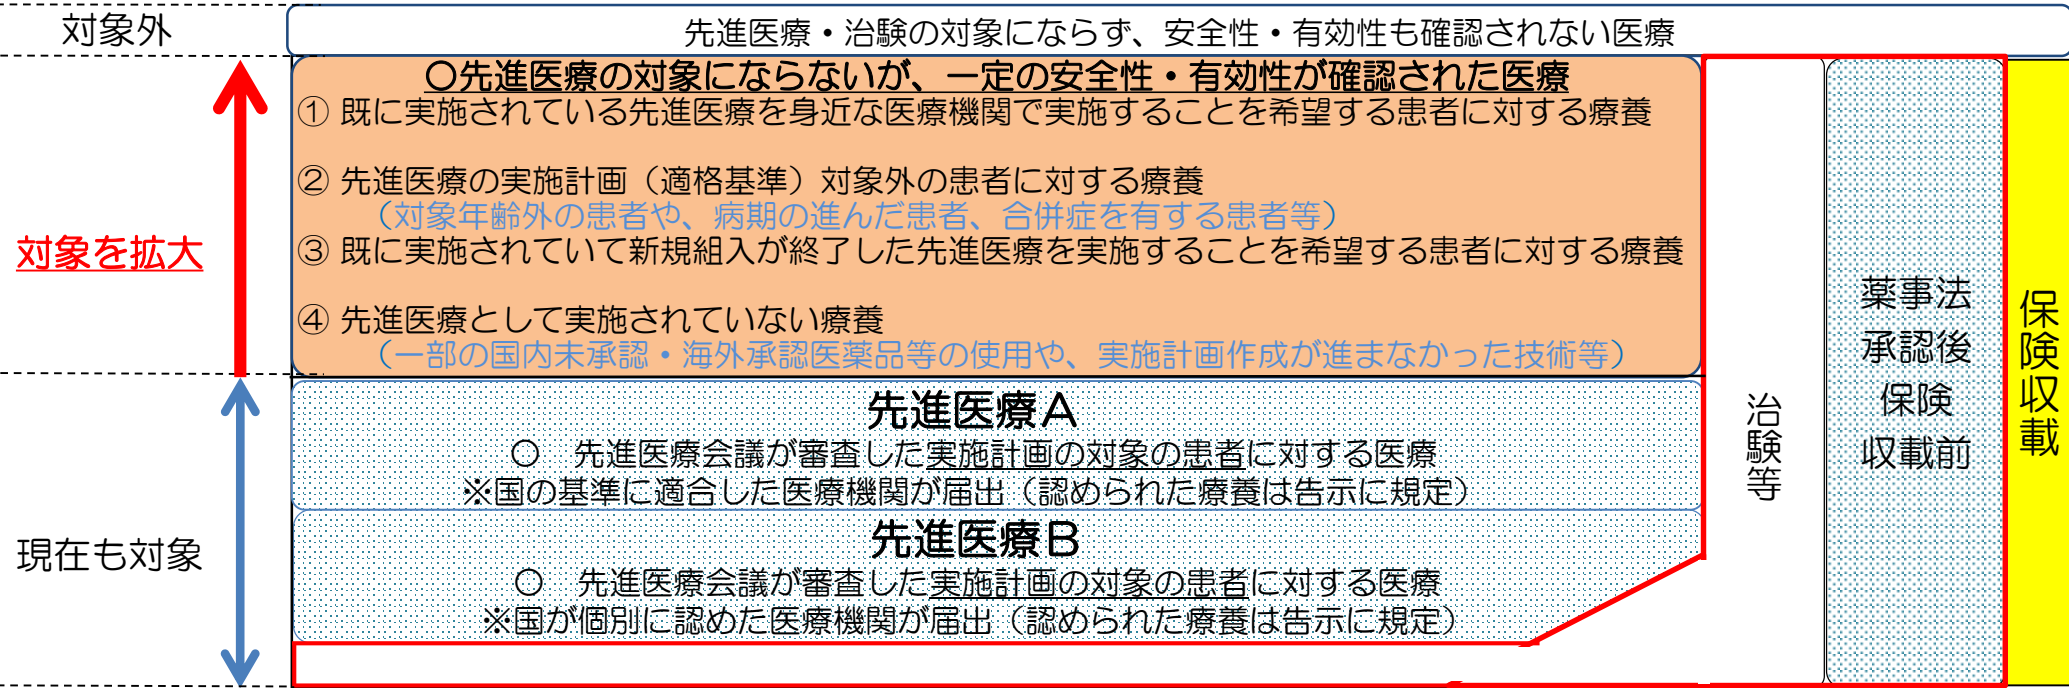 対象外
先進医療・治験の対象にならず、安全性・有効性も確認されない医療
〇先進医療の対象にならないが、一定の安全性・有効性が確認された医療
① 既に実施されている先進医療を身近な医療機関で実施することを希望する患者に対する療養
② 先進医療の実施計画（適格基準）対象外の患者に対する療養
（対象年齢外の患者や、病期の進んだ患者、合併症を有する患者等）
対象を拡大
③ 既に実施されていて新規組入が終了した先進医療を実施することを希望する患者に対する療養
④ 先進医療として実施されていない療養
（一部の国内未承認・海外承認医薬品等の使用や、実施計画作成が進まなかった技術等）
現在も対象
先進医療Ａ
〇　先進医療会議が審査した実施計画の対象の患者に対する医療
※国の基準に適合した医療機関が届出（認められた療養は告示に規定）
先進医療Ｂ
〇　先進医療会議が審査した実施計画の対象の患者に対する医療
※国が個別に認めた医療機関が届出（認められた療養は告示に規定）
治験等
薬事法
承認後
保険
収載前
保険収載